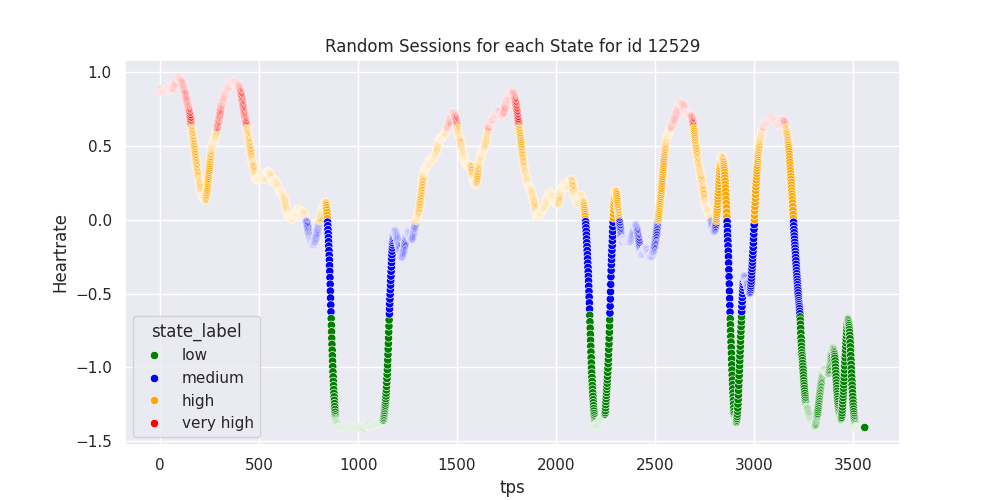 Random Sessions for each State for id 12529
Heartrate
1.0
0.5
0.0
−0.5
−1.0
−1.5
state_label
low
medium
high
very high
0 500 1000 1500 2000 2500 3000 3500
tps